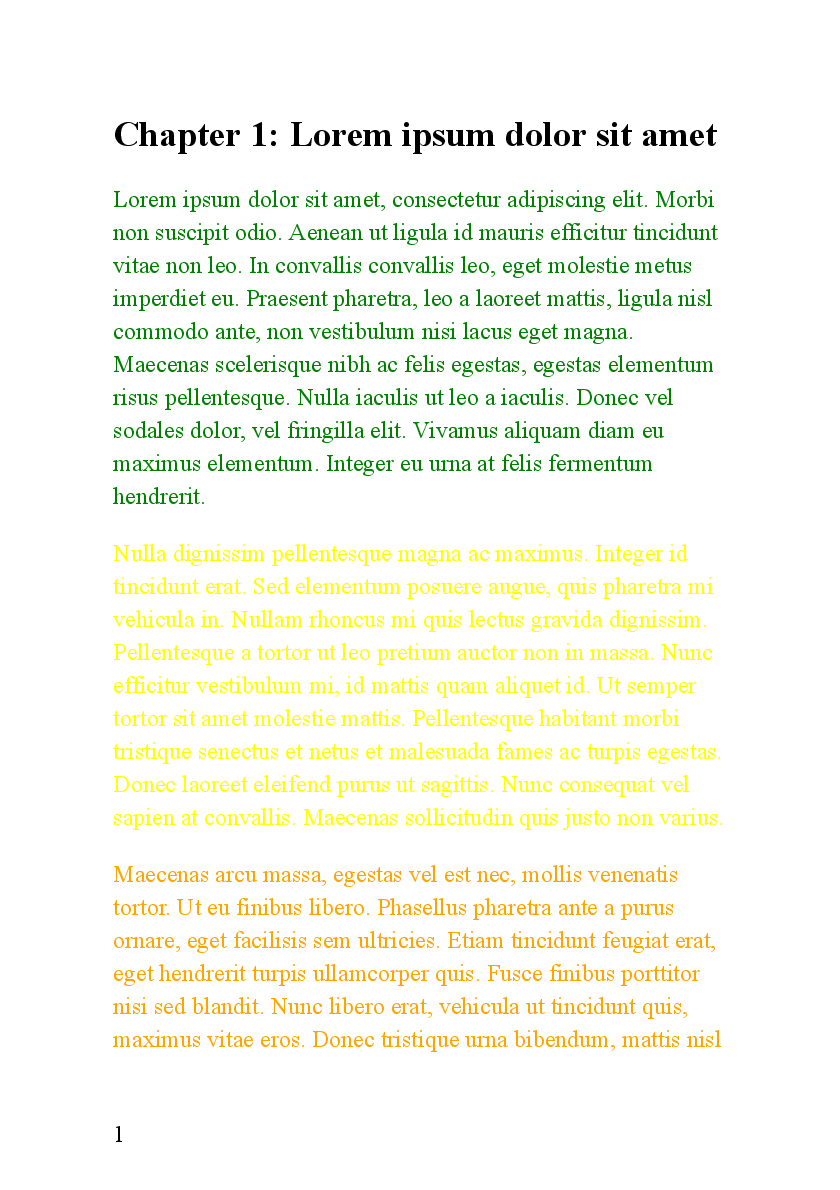 Chapter 1: Lorem ipsum dolor sit amet
Lorem ipsum dolor sit amet, consectetur adipiscing elit. Morbi
non suscipit odio. Aenean ut ligula id mauris efficitur tincidunt
vitae non leo. In convallis convallis leo, eget molestie metus
imperdiet eu. Praesent pharetra, leo a laoreet mattis, ligula nisl
commodo ante, non vestibulum nisi lacus eget magna.
Maecenas scelerisque nibh ac felis egestas, egestas elementum
risus pellentesque. Nulla iaculis ut leo a iaculis. Donec vel
sodales dolor, vel fringilla elit. Vivamus aliquam diam eu
maximus elementum. Integer eu urna at felis fermentum
hendrerit.
Nulla dignissim pellentesque magna ac maximus. Integer id
tincidunt erat. Sed elementum posuere augue, quis pharetra mi
vehicula in. Nullam rhoncus mi quis lectus gravida dignissim.
Pellentesque a tortor ut leo pretium auctor non in massa. Nunc
efficitur vestibulum mi, id mattis quam aliquet id. Ut semper
tortor sit amet molestie mattis. Pellentesque habitant morbi
tristique senectus et netus et malesuada fames ac turpis egestas.
Donec laoreet eleifend purus ut sagittis. Nunc consequat vel
sapien at convallis. Maecenas sollicitudin quis justo non varius.
Maecenas arcu massa, egestas vel est nec, mollis venenatis
tortor. Ut eu finibus libero. Phasellus pharetra ante a purus
ornare, eget facilisis sem ultricies. Etiam tincidunt feugiat erat,
eget hendrerit turpis ullamcorper quis. Fusce finibus porttitor
nisi sed blandit. Nunc libero erat, vehicula ut tincidunt quis,
maximus vitae eros. Donec tristique urna bibendum, mattis nisl
1